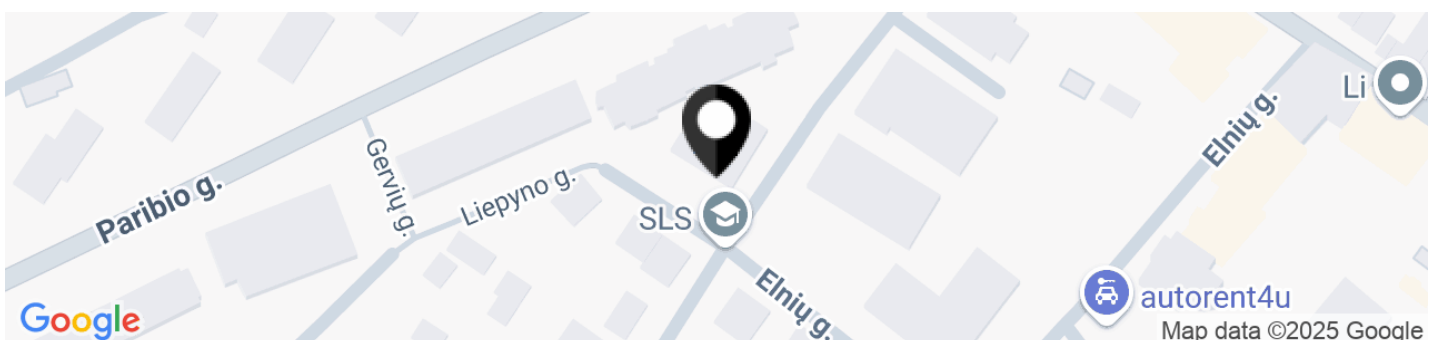 Li
Elnių g.
Gervių g.
Paribio g.
Liepyno g.
SLS
Elnių g.
autorent4u
Google
Map data ©2025 Google